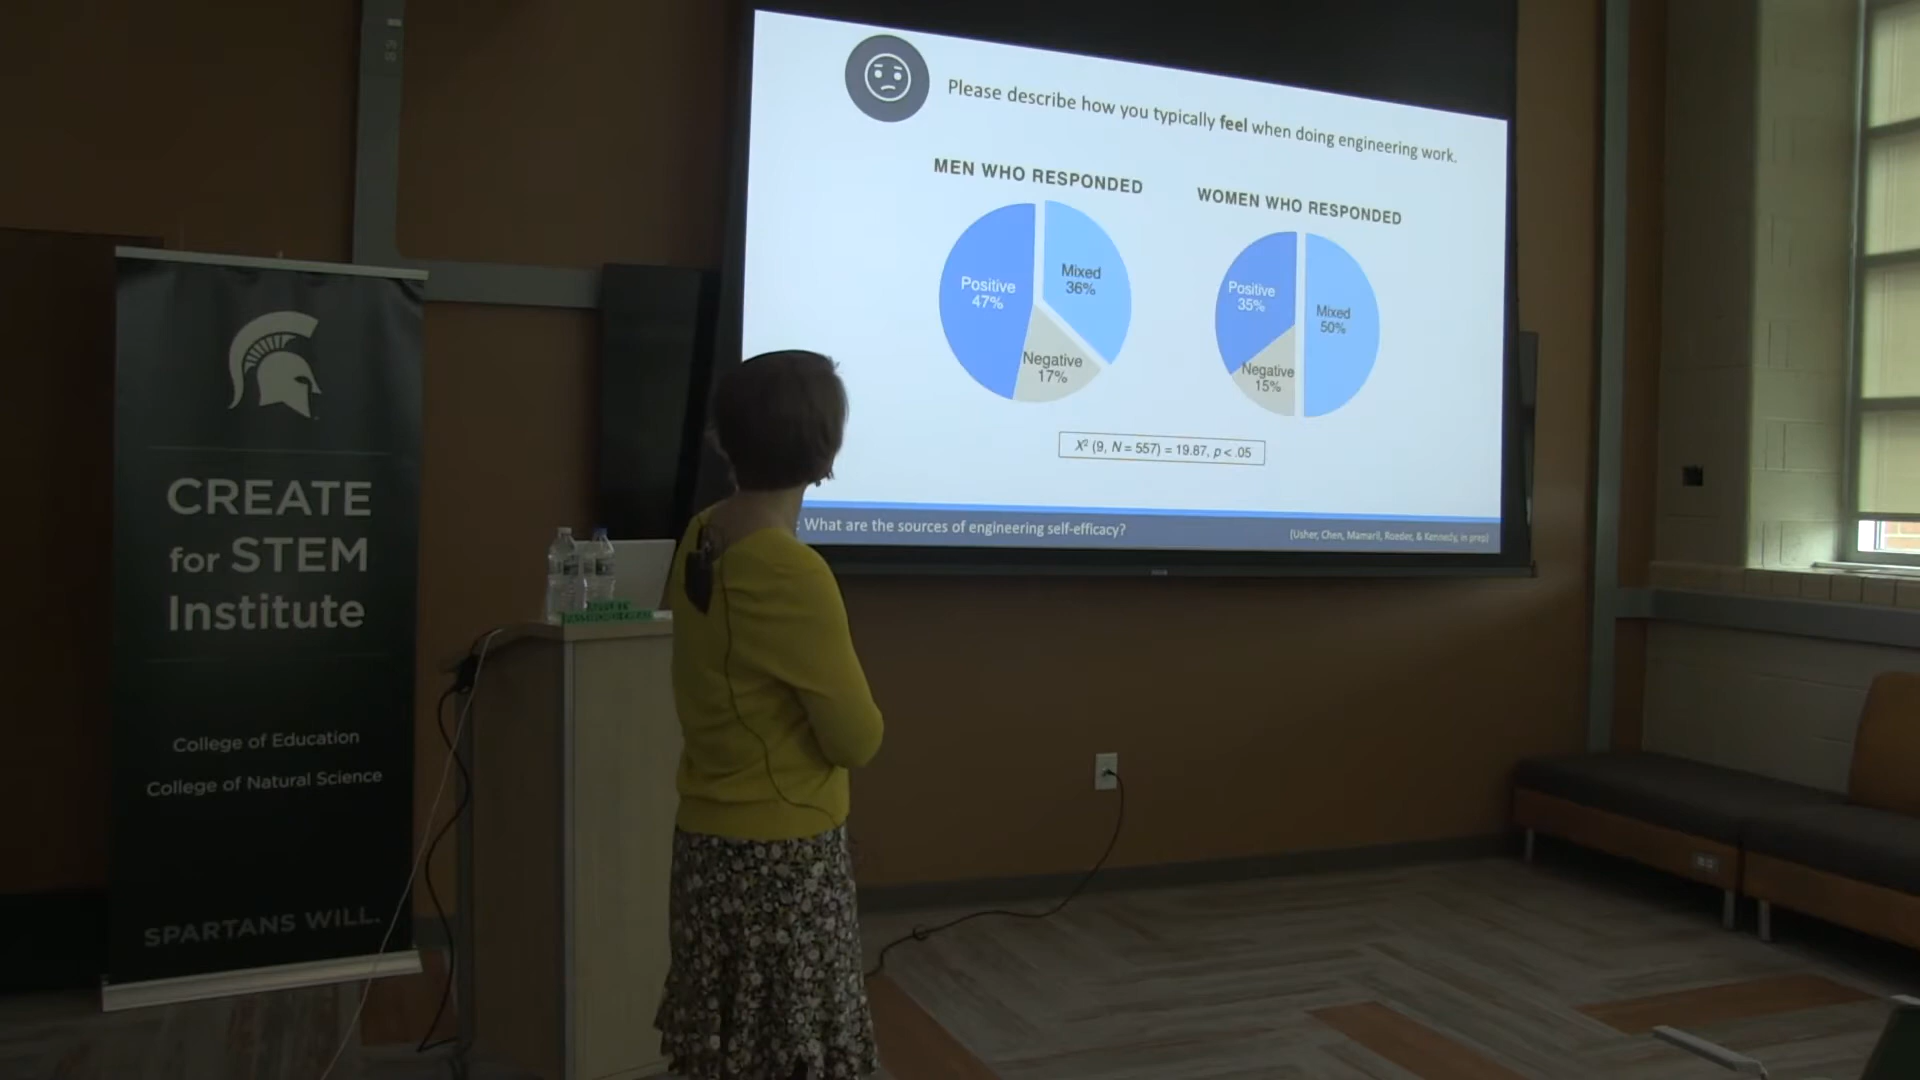 Please describe how you typically feel when doing engineering work.
MEN WHO RESPONDED
WOMEN WHO RESPONDED
Positive
47%
Mixed
36%
Negative
17%
Positive
35%
Mixed
50%
Negative
15%
X² (9, N = 557) = 19.87, p < .05
: What are the sources of engineering self-efficacy?
(Usher, Chen, Mamaril, Roeder, & Kennedy, in prep)
CREATE
for STEM
Institute
College of Education
College of Natural Science
SPARTANS WILL.